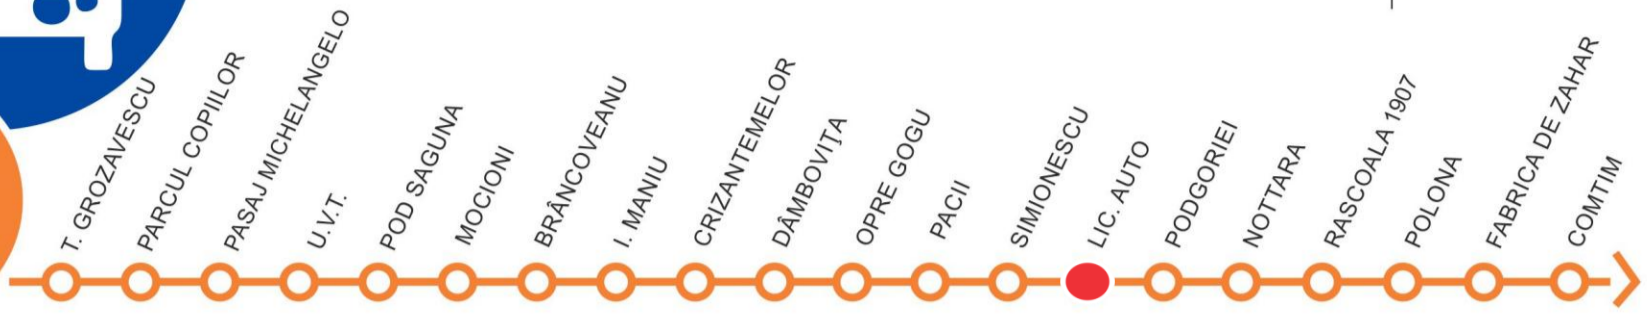 T. GROZAVESCU
PARCUL COPIILOR
PASAJ MICHELANGELO
U.V.T.
POD SAGUNA
MOCIONI
BRÂNCOVEANU
I. MANIU
CRIZANTEMELOR
DÂMBOVIŢA
OPRE GOGU
PACII
SIMIONESCU
LIC. AUTO
PODGORIEI
NOTTARA
RASCOALA 1907
POLONA
FABRICA DE ZAHAR
COMTIM